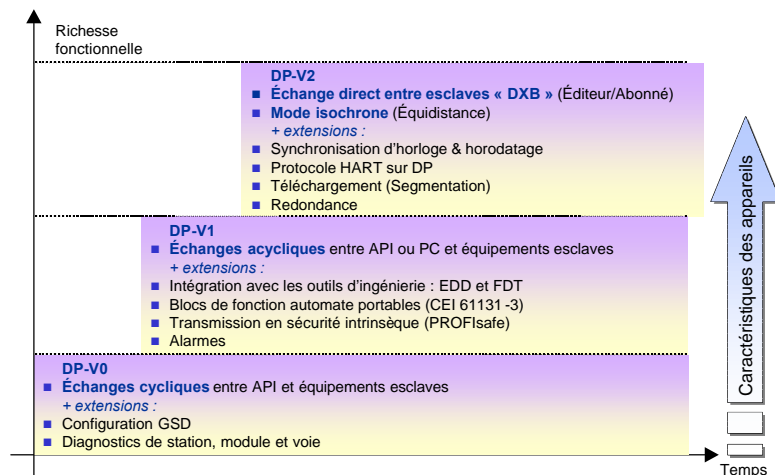 Richesse
fonctionnelle
DP-V2
■ Échange direct entre esclaves « DXB » (Éditeur/Abonné)
■ Mode isochrone (Équidistance)
+ extensions :
■ Synchronisation d'horloge & horodatage
■ Protocole HART sur DP
■ Téléchargement (Segmentation)
■ Redondance
DP-V1
■ Échanges acycliques entre API ou PC et équipements esclaves
+ extensions :
■ Intégration avec les outils d'ingénierie : EDD et FDT
■ Blocs de fonction automate portables (CEI 61131-3)
■ Transmission en sécurité intrinsèque (PROFIsafe)
■ Alarmes
DP-V0
■ Échanges cycliques entre API et équipements esclaves
+ extensions :
■ Configuration GSD
■ Diagnostics de station, module et voie
Caractéristiques des appareils
Temps